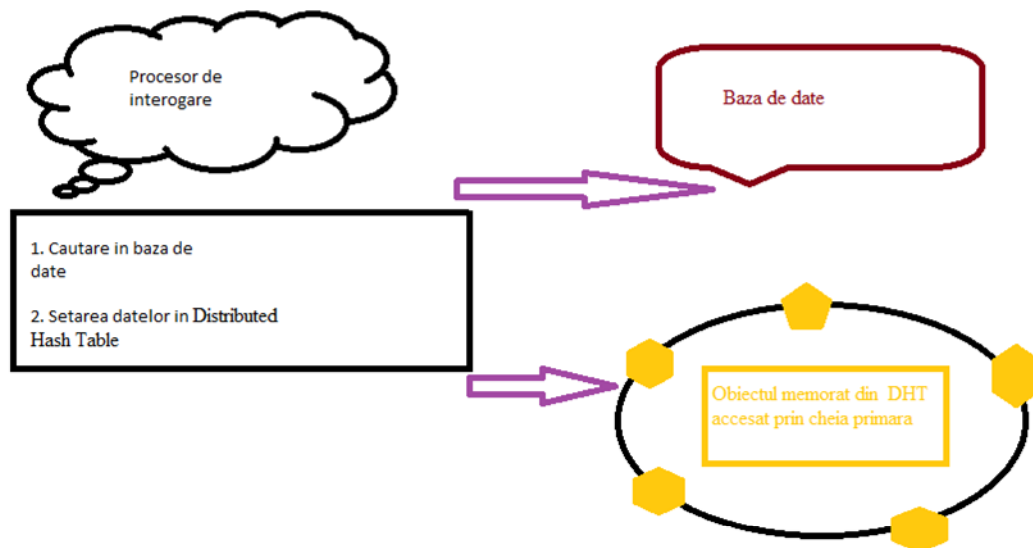 Procesor de
interogare
Baza de date
1. Cautare in baza de
date
2. Setarea datelor in Distributed
Hash Table
Obiectul memorat din DHT
accesat prin cheia primara